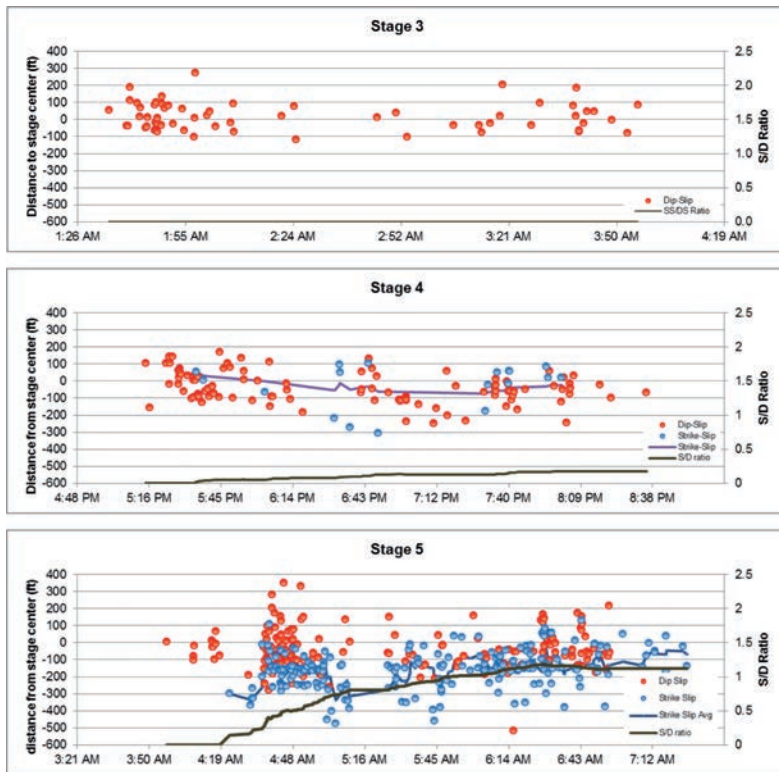 Stage 3
Distance to stage center (ft)
400
300
200
100
0
-100
-200
-300
-400
-500
-600
2.5
2.0
1.5
1.0
0.5
0.0
S/D Ratio
Dip-Slip
SS/DS Ratio
1:26 AM 1:55 AM 2:24 AM 2:52 AM 3:21 AM 3:50 AM 4:19 AM
Stage 4
Distance from stage center (ft)
400
300
200
100
0
-100
-200
-300
-400
-500
-600
2.5
2
1.5
1
0.5
0
S/D Ratio
Dip-Slip
Strike-Slip
Strike-Slip
S/D ratio
4:48 PM 5:16 PM 5:45 PM 6:14 PM 6:43 PM 7:12 PM 7:40 PM 8:09 PM 8:38 PM
Stage 5
distance from stage center (ft)
400
300
200
100
0
-100
-200
-300
-400
-500
-600
2.5
2
1.5
1
0.5
0
S/D Ratio
Dip Slip
Strike Slip
Strike Slip Avg
S/D ratio
3:21 AM 3:50 AM 4:19 AM 4:48 AM 5:16 AM 5:45 AM 6:14 AM 6:43 AM 7:12 AM